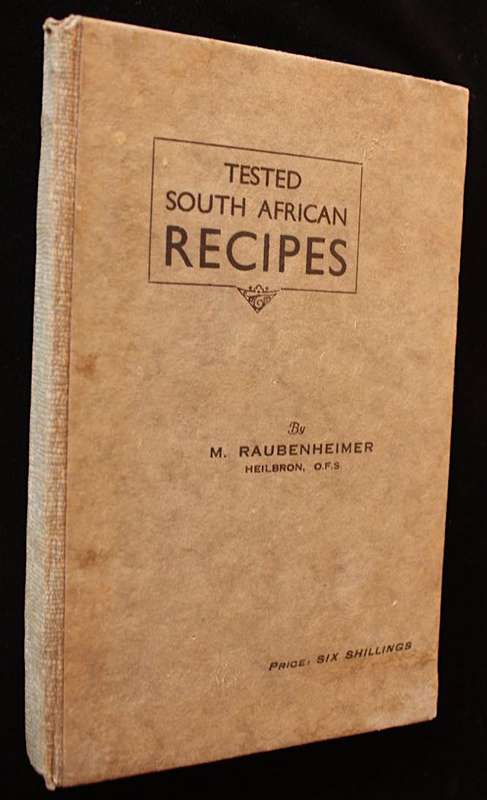 TESTED
SOUTH AFRICAN
RECIPES
By
M. RAUBENHEIMER
HEILBRON, O.F.S
PRICE: SIX SHILLINGS